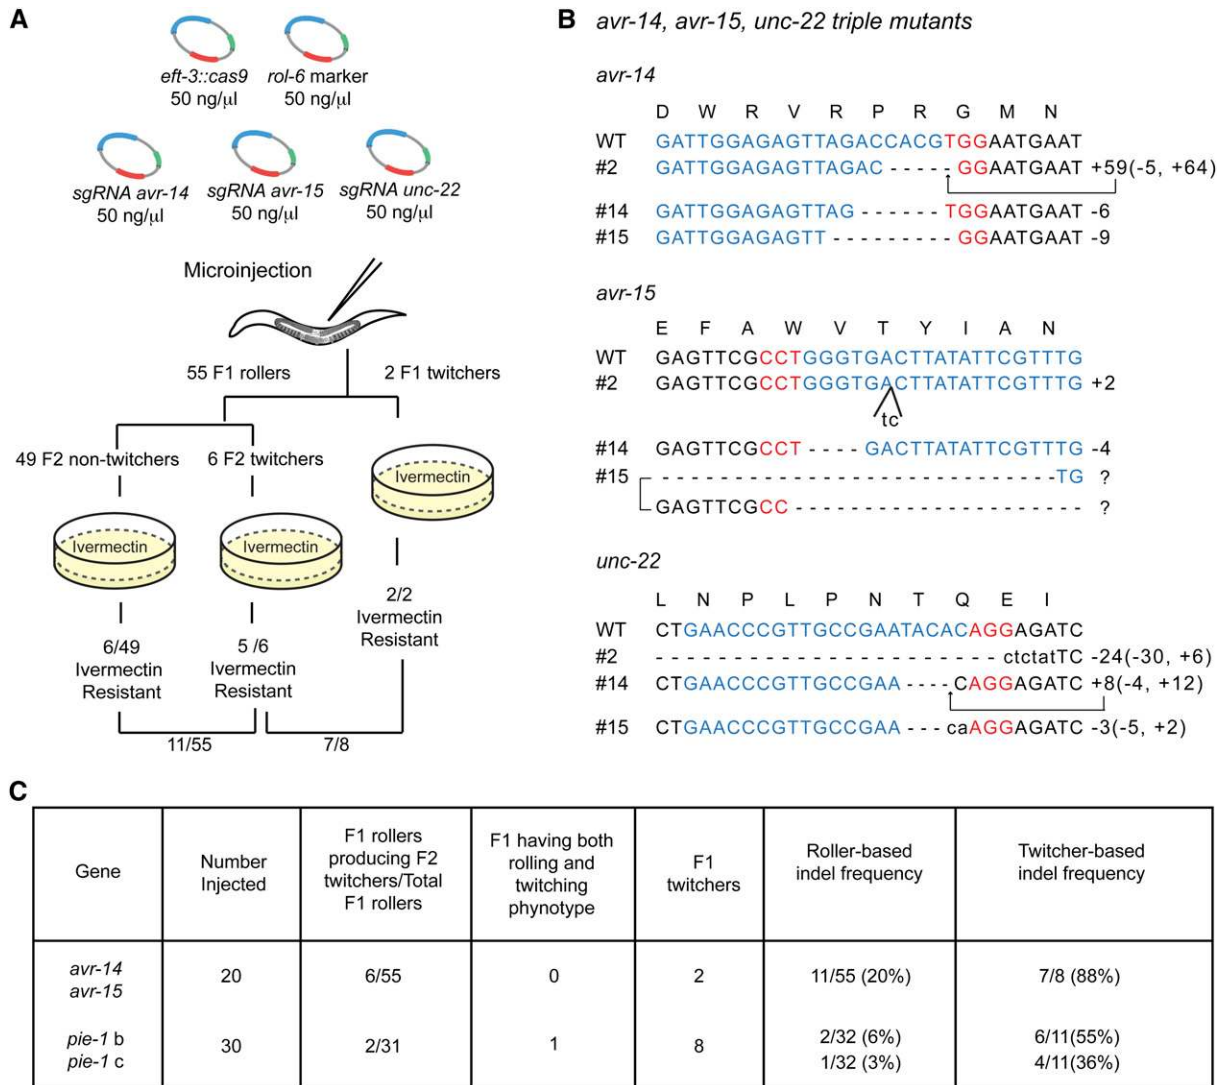 A
eft-3::cas9
50 ng/µl
rol-6 marker
50 ng/µl
sgRNA avr-14
50 ng/µl
sgRNA avr-15
50 ng/µl
sgRNA unc-22
50 ng/µl
Microinjection
55 F1 rollers
2 F1 twitchers
49 F2 non-twitchers
6 F2 twitchers
Ivermectin
Ivermectin
Ivermectin
6/49
Ivermectin
Resistant
5 /6
Ivermectin
Resistant
2/2
Ivermectin
Resistant
11/55
7/8
B
avr-14, avr-15, unc-22 triple mutants
avr-14
D W R V R P R G M N
WT GATTGGAGAGTTAGACCACGTGGAATGAAT
#2 GATTGGAGAGTTAGAC - - - - - GGAATGAAT +59(-5, +64)
#14 GATTGGAGAGTTAG - - - - - - TGGAATGAAT -6
#15 GATTGGAGAGTT - - - - - - - - - GGAATGAAT -9
avr-15
E F A W V T Y I A N
WT GAGTTCGCCTGGGTGACTTATATTCGTTTG
#2 GAGTTCGCCTGGGTGACTTATATTCGTTTG +2
tc
#14 GAGTTCGCCT - - - - GACTTATATTCGTTTG -4
#15 - - - - - - - - - - - - - - - - - - - - - - - - - - - - TG ?
GAGTTCGCC - - - - - - - - - - - - - - - - - - - - - ?
unc-22
L N P L P N T Q E I
WT CTGAACCCGTTGCCGAATACACAGGAGATC
#2 - - - - - - - - - - - - - - - - - - - - - - - - ctctatTC -24(-30, +6)
#14 CTGAACCCGTTGCCGAA - - - - CAGGAGATC +8(-4, +12)
#15 CTGAACCCGTTGCCGAA - - - caAGGAGATC -3(-5, +2)
C
Gene
Number
Injected
F1 rollers
producing F2
twitchers/Total
F1 rollers
F1 having both
rolling and
twitching
phynotype
F1
twitchers
Roller-based
indel frequency
Twitcher-based
indel frequency
avr-14
avr-15
20
6/55
0
2
11/55 (20%)
7/8 (88%)
pie-1 b
pie-1 c
30
2/31
1
8
2/32 (6%)
1/32 (3%)
6/11(55%)
4/11(36%)